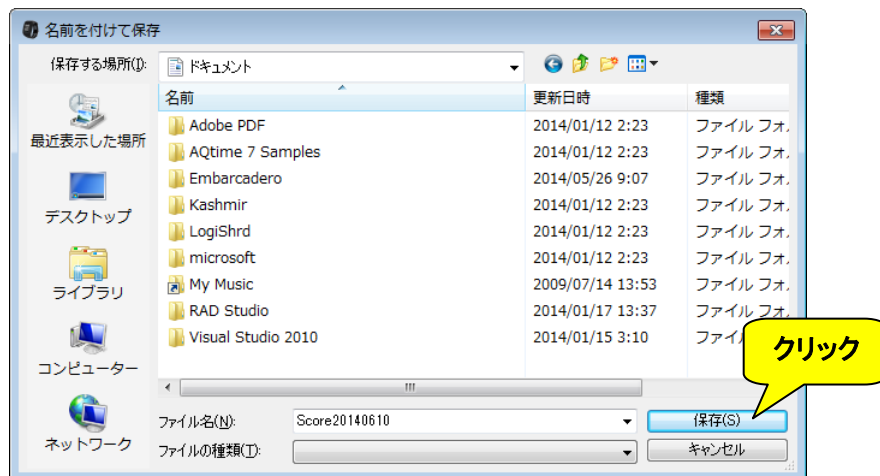 名前を付けて保存
保存する場所(I):
ドキュメント
名前 更新日時 種類
Adobe PDF 2014/01/12 2:23 ファイル フォ
AQtime 7 Samples 2014/01/12 2:23 ファイル フォ
Embarcadero 2014/05/26 9:07 ファイル フォ
Kashmir 2014/01/12 2:23 ファイル フォ
LogiShrd 2014/01/12 2:23 ファイル フォ
microsoft 2014/01/12 2:23 ファイル フォ
My Music 2009/07/14 13:53 ファイル フォ
RAD Studio 2014/01/17 13:37 ファイル フォ
Visual Studio 2010 2014/01/15 3:10 ファイ
最近表示した場所
デスクトップ
ライブラリ
コンピューター
ネットワーク
クリック
ファイル名(N): Score20140610 保存(S)
ファイルの種類(T): キャンセル